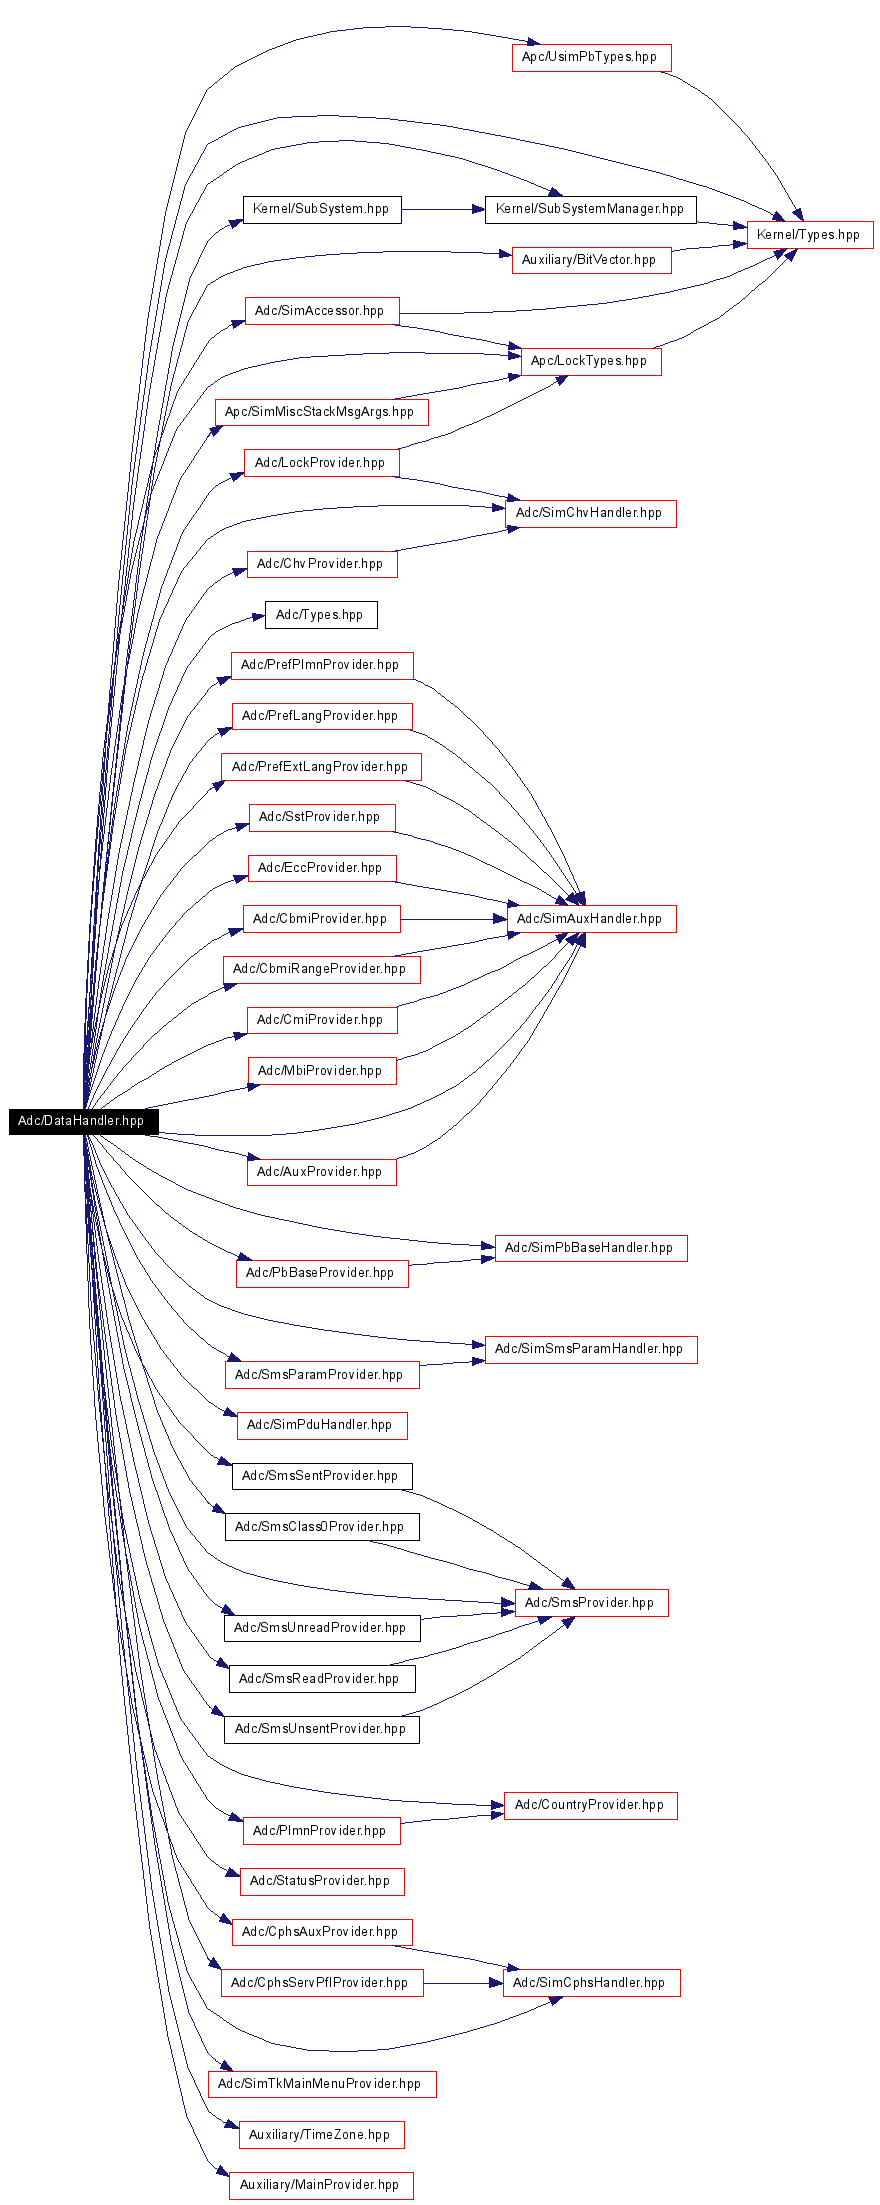 Apc/UsimPbTypes.hpp
Kernel/SubSystem.hpp
Kernel/SubSystemManager.hpp
Kernel/Types.hpp
Auxiliary/BitVector.hpp
Adc/SimAccessor.hpp
Apc/LockTypes.hpp
Apc/SimMiscStackMsgArgs.hpp
Adc/LockProvider.hpp
Adc/SimChvHandler.hpp
Adc/ChvProvider.hpp
Adc/Types.hpp
Adc/PrefPlmnProvider.hpp
Adc/PrefLangProvider.hpp
Adc/PrefExtLangProvider.hpp
Adc/SstProvider.hpp
Adc/EccProvider.hpp
Adc/CbmiProvider.hpp
Adc/SimAuxHandler.hpp
Adc/CbmiRangeProvider.hpp
Adc/CmiProvider.hpp
Adc/MbiProvider.hpp
Adc/DataHandler.hpp
Adc/AuxProvider.hpp
Adc/SimPbBaseHandler.hpp
Adc/PbBaseProvider.hpp
Adc/SimSmsParamHandler.hpp
Adc/SmsParamProvider.hpp
Adc/SimPduHandler.hpp
Adc/SmsSentProvider.hpp
Adc/SmsClass0Provider.hpp
Adc/SmsProvider.hpp
Adc/SmsUnreadProvider.hpp
Adc/SmsReadProvider.hpp
Adc/SmsUnsentProvider.hpp
Adc/CountryProvider.hpp
Adc/PlmnProvider.hpp
Adc/StatusProvider.hpp
Adc/CphsAuxProvider.hpp
Adc/CphsServPflProvider.hpp
Adc/SimCphsHandler.hpp
Adc/SimTkMainMenuProvider.hpp
Auxiliary/TimeZone.hpp
Auxiliary/MainProvider.hpp